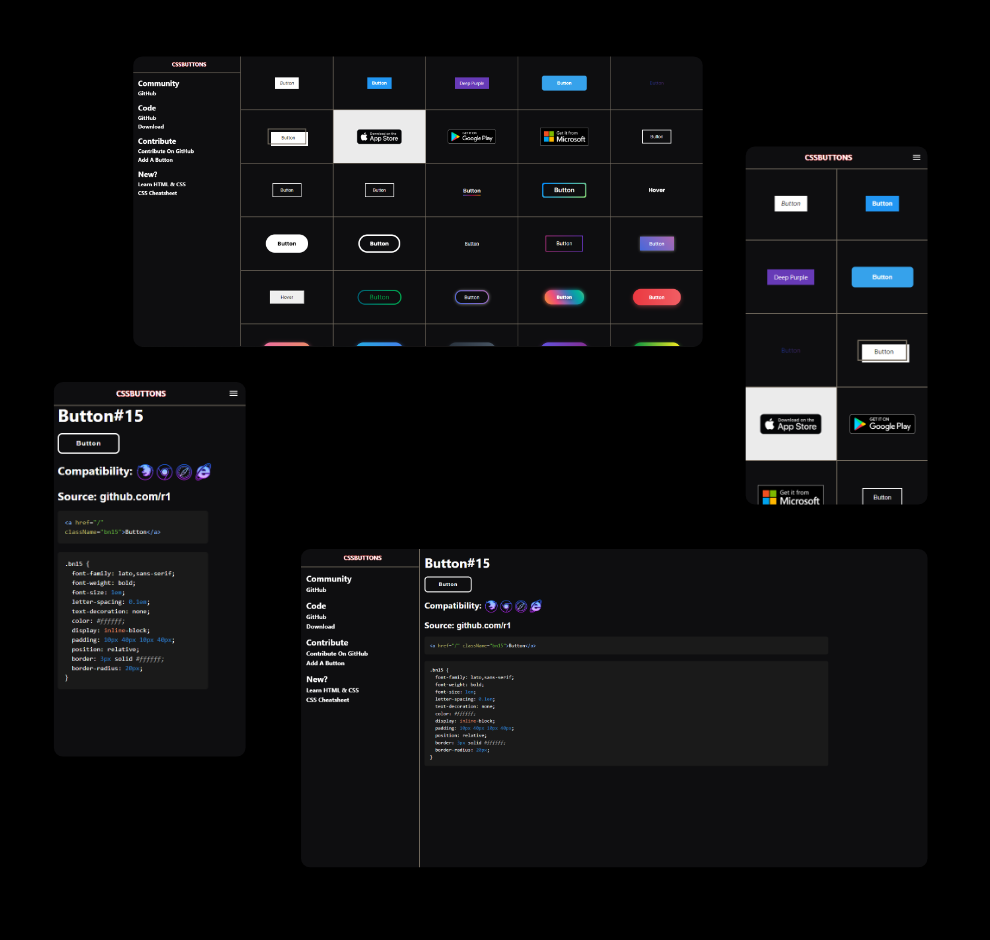 CSSBUTTONS
Community
GitHub
Code
GitHub
Download
Contribute
Contribute On GitHub
Add A Button
New?
Learn HTML & CSS
CSS Cheatsheet
Button
Button
Deep Purple
Button
Button
Button
Download on the
App Store
GET IT ON
Google Play
Get it from
Microsoft
Button
Button
Button
Button
Button
Hover
Button
Button
Button
Button
Button
Hover
Button
Button
Button
Button
CSSBUTTONS
Button
Button
Deep Purple
Button
Button
Button
Download on the
App Store
GET IT ON
Google Play
Get it from
Microsoft
Button
CSSBUTTONS
Button#15
Button
Compatibility:
Source: github.com/r1
<a href="/"
className="bn15">Button</a>
.bn15 {
font-family: lato,sans-serif;
font-weight: bold;
font-size: 1em;
letter-spacing: 0.1em;
text-decoration: none;
color: #ffffff;
display: inline-block;
padding: 10px 40px 10px 40px;
position: relative;
border: 3px solid #ffffff;
border-radius: 20px;
}
CSSBUTTONS
Community
GitHub
Code
GitHub
Download
Contribute
Contribute On GitHub
Add A Button
New?
Learn HTML & CSS
CSS Cheatsheet
Button#15
Button
Compatibility:
Source: github.com/r1
<a href="/" className="bn15">Button</a>
.bn15 {
font-family: lato,sans-serif;
font-weight: bold;
font-size: 1em;
letter-spacing: 0.1em;
text-decoration: none;
color: #ffffff;
display: inline-block;
padding: 10px 40px 10px 40px;
position: relative;
border: 3px solid #ffffff;
border-radius: 20px;
}